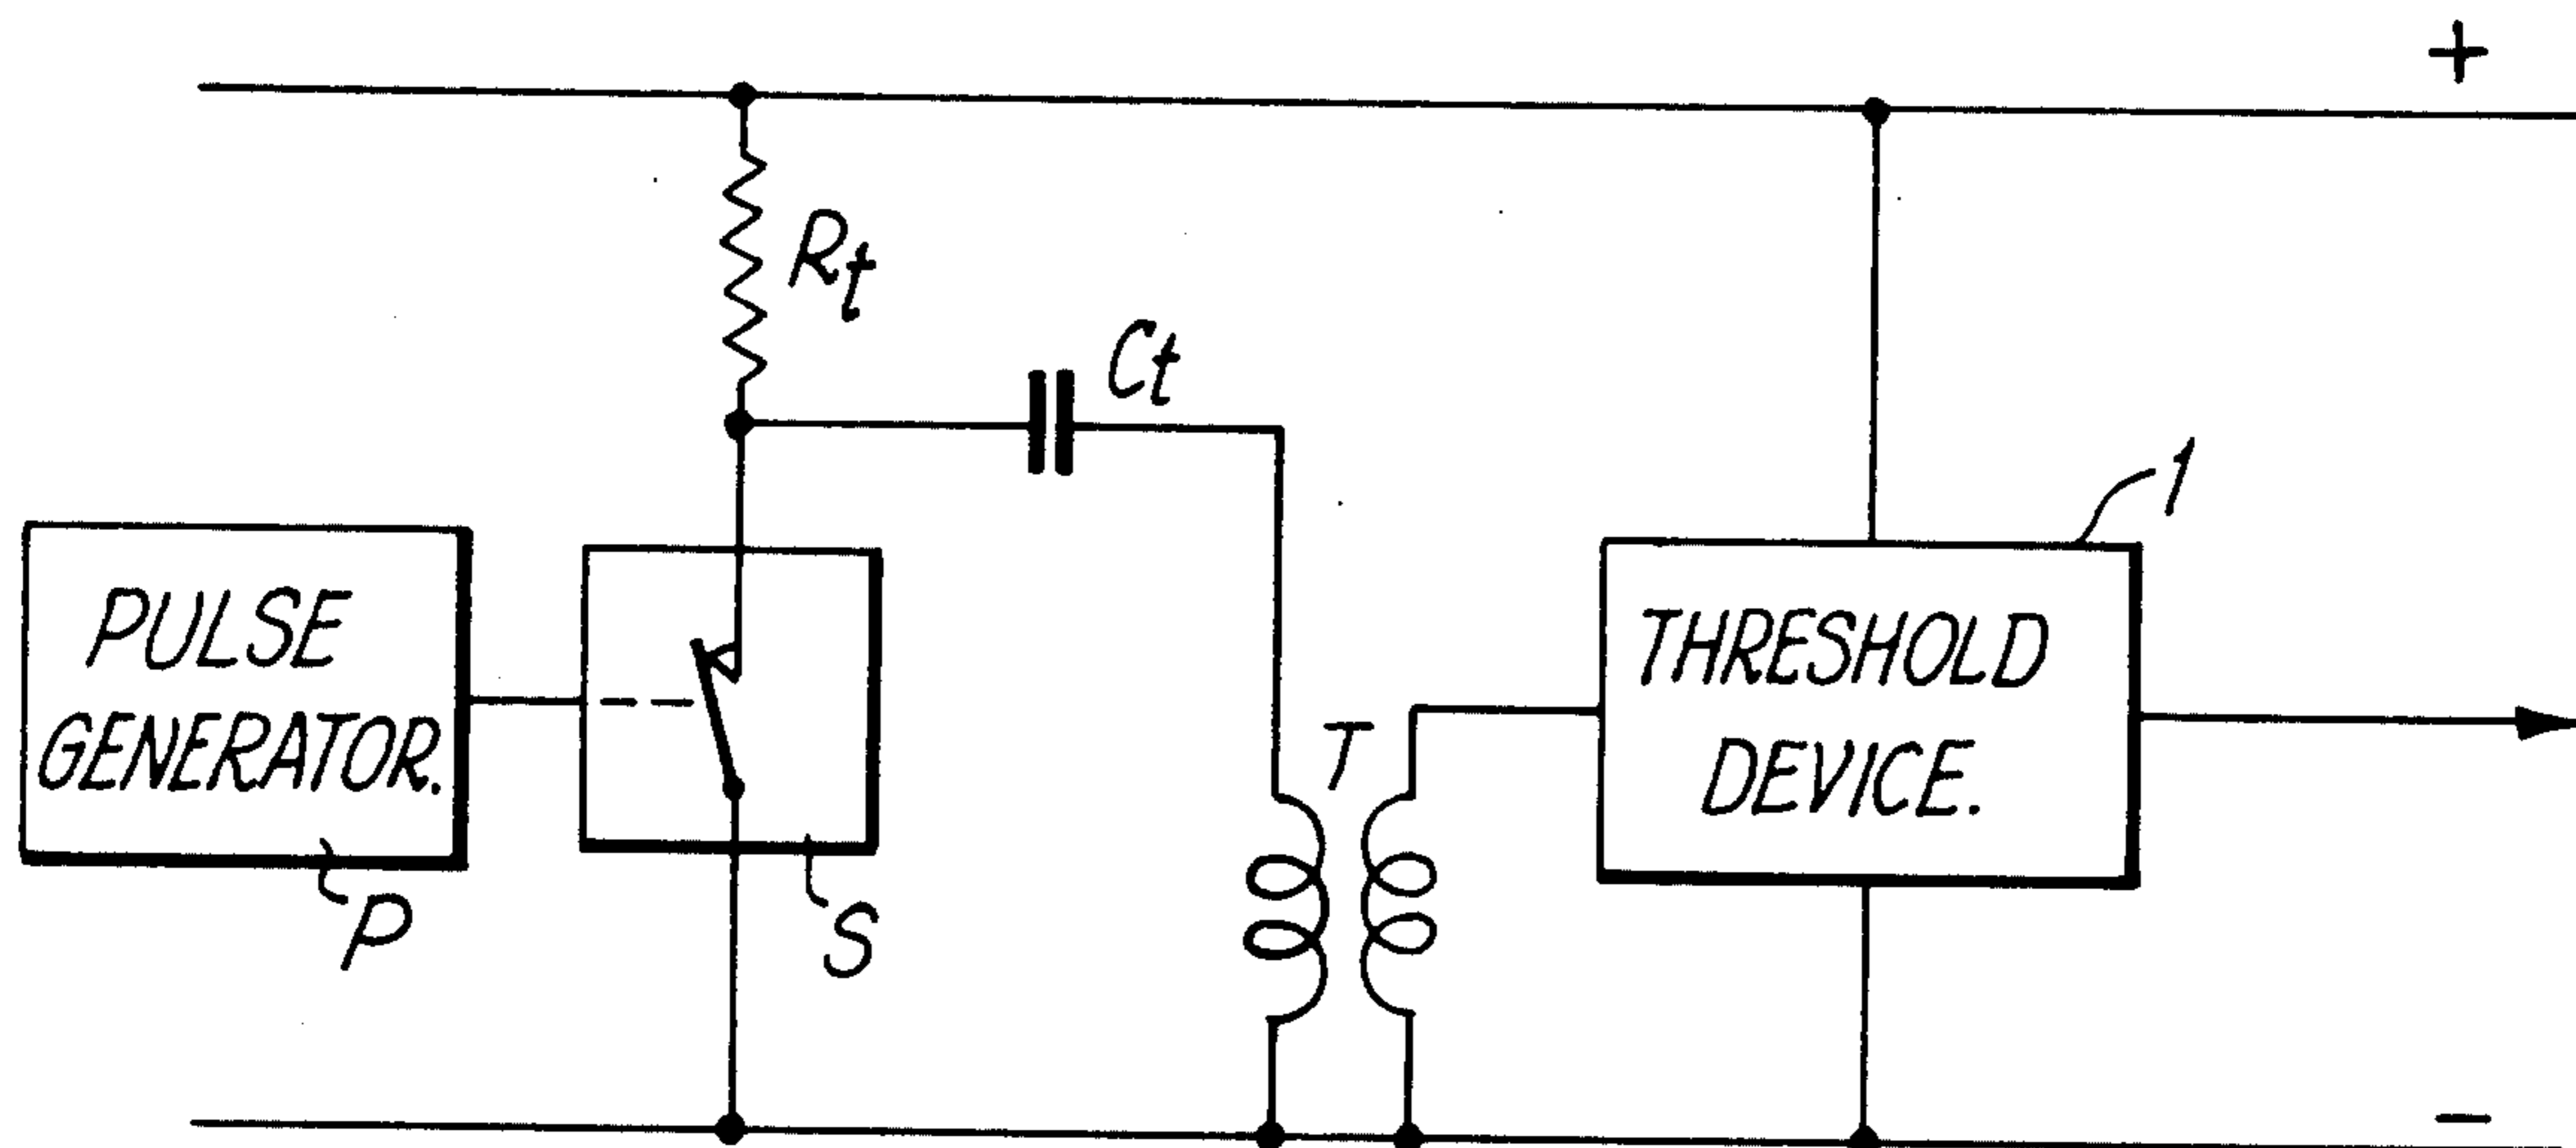 +
Rt
Ct
1
PULSE
GENERATOR.
THRESHOLD
DEVICE.
T
P
S
−